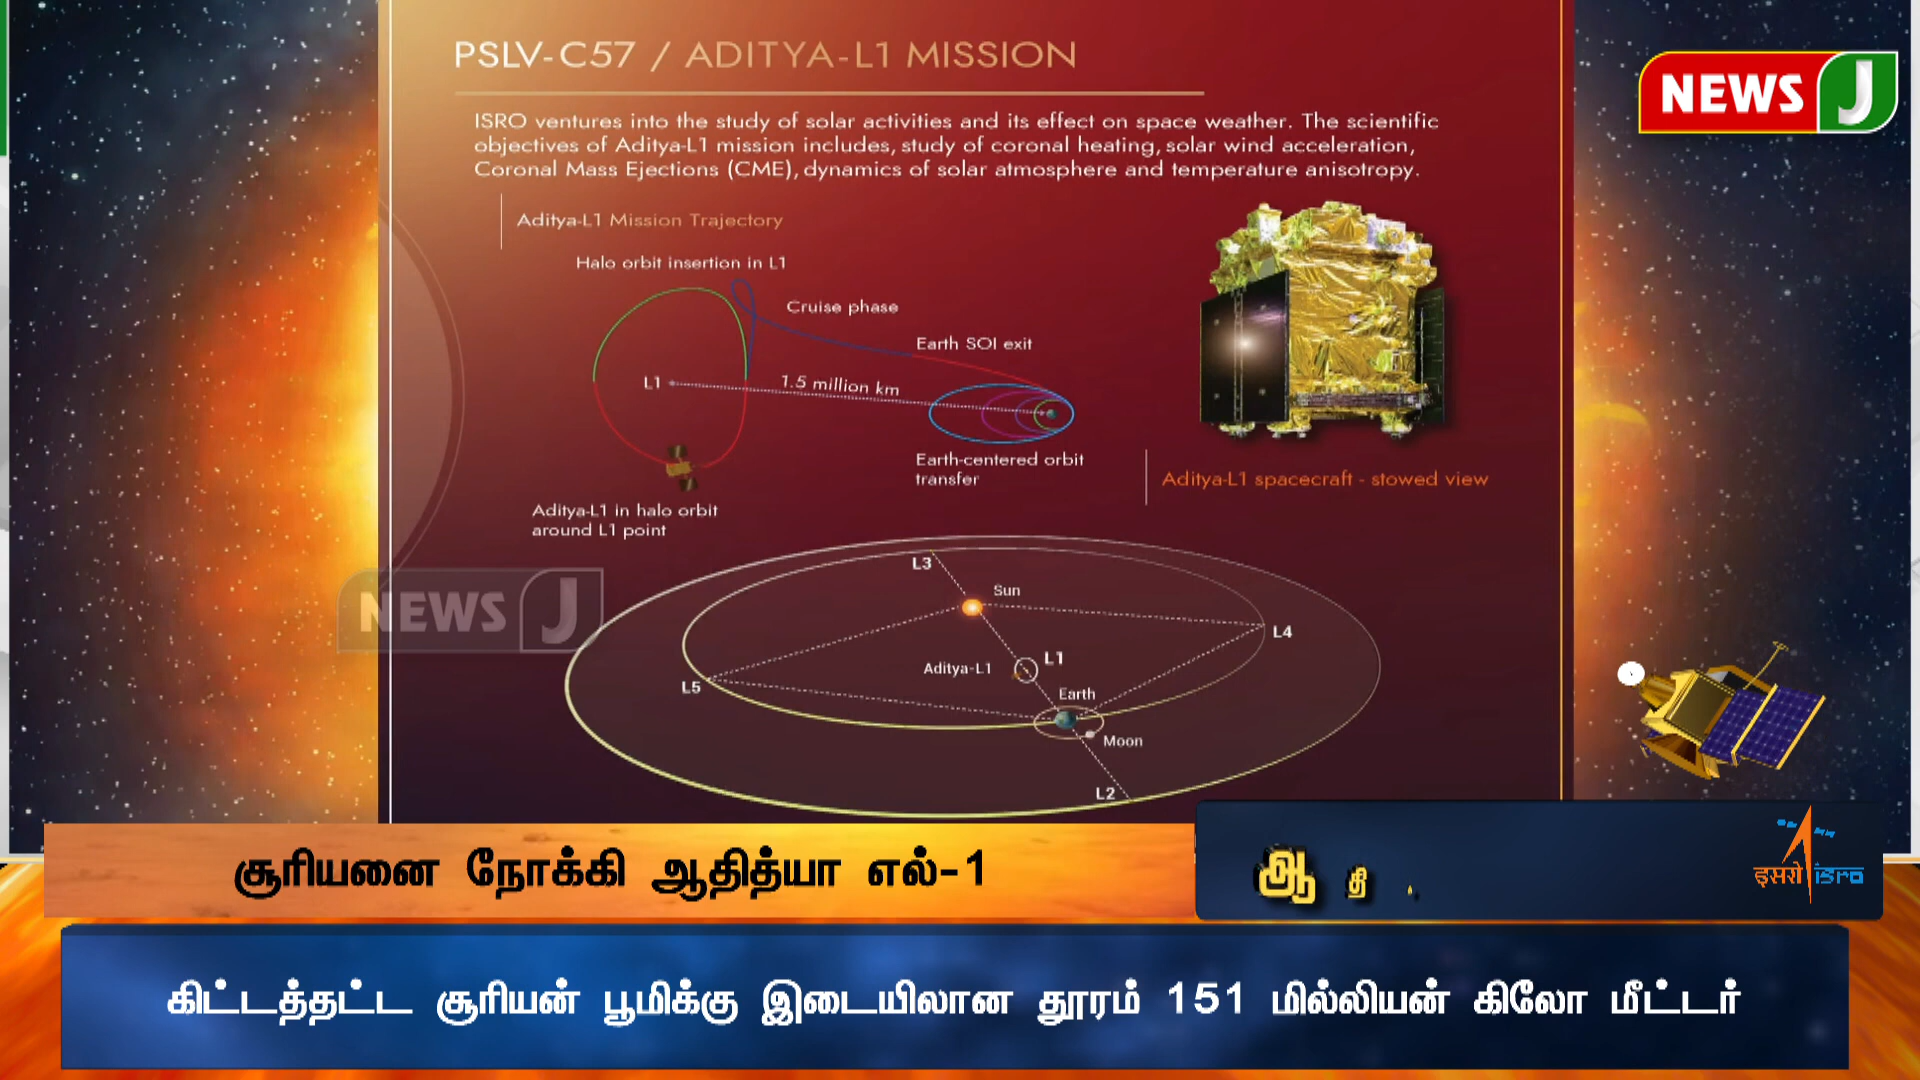 PSLV-C57 / ADITYA-L1 MISSION
NEWS J
ISRO ventures into the study of solar activities and its effect on space weather. The scientific
objectives of Aditya-L1 mission includes, study of coronal heating, solar wind acceleration,
Coronal Mass Ejections (CME), dynamics of solar atmosphere and temperature anisotropy.
Aditya-L1 Mission Trajectory
Halo orbit insertion in L1
Cruise phase
Earth SOI exit
L1
1.5 million km
Earth-centered orbit
transfer
Aditya-L1 spacecraft - stowed view
Aditya-L1 in halo orbit
around L1 point
L3
Sun
NEWS J
L4
L1
Aditya-L1
L5
Earth
Moon
L2
சூரியனை நோக்கி ஆதித்யா எல்-1
ஆதி
इसरो isro
கிட்டத்தட்ட சூரியன் பூமிக்கு இடையிலான தூரம் 151 மில்லியன் கிலோ மீட்டர்